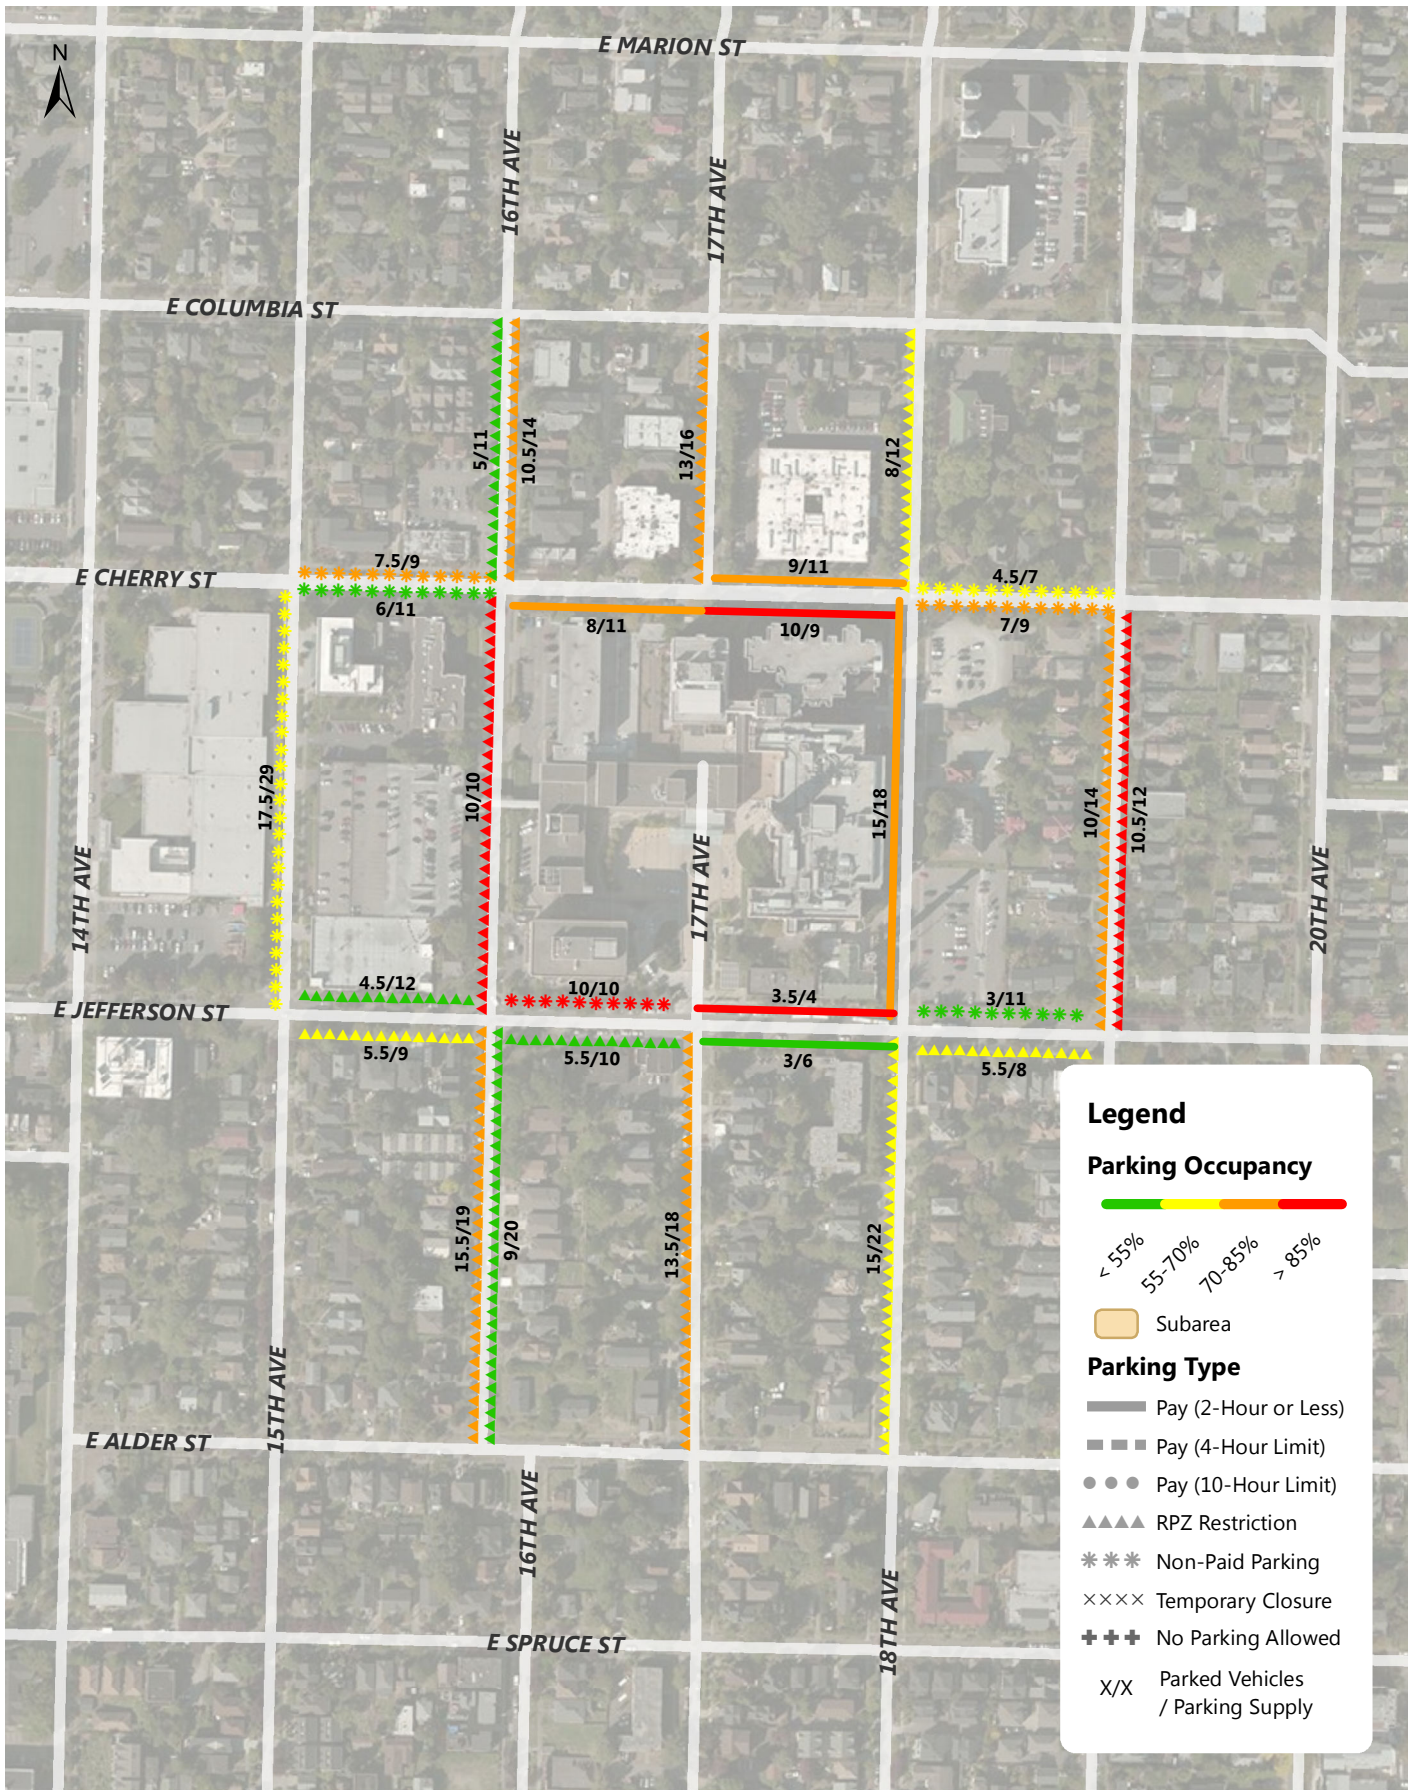 N
E MARION ST
16TH AVE
17TH AVE
E COLUMBIA ST
5/11
10.5/14
13/16
8/12
E CHERRY ST
7.5/9
6/11
9/11
4.5/7
8/11
10/9
7/9
17.5/29
10/10
15/18
10/14
10.5/12
14TH AVE
17TH AVE
20TH AVE
E JEFFERSON ST
4.5/12
10/10
3.5/4
3/11
5.5/9
5.5/10
3/6
5.5/8
15.5/19
9/20
13.5/18
15/22
15TH AVE
E ALDER ST
16TH AVE
18TH AVE
E SPRUCE ST
Legend
Parking Occupancy
< 55%
55-70%
70-85%
> 85%
Subarea
Parking Type
Pay (2-Hour or Less)
Pay (4-Hour Limit)
Pay (10-Hour Limit)
RPZ Restriction
Non-Paid Parking
Temporary Closure
No Parking Allowed
X/X Parked Vehicles
/ Parking Supply